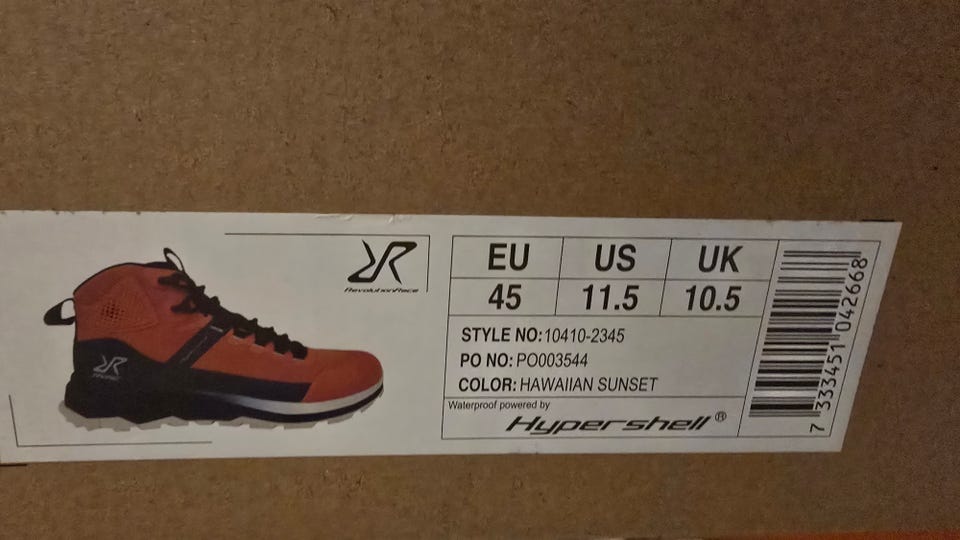 RevolutionRace
EU US UK
45 11.5 10.5
STYLE NO:10410-2345
PO NO: PO003544
COLOR: HAWAIIAN SUNSET
Waterproof powered by
Hypershell®
7 333451 042668